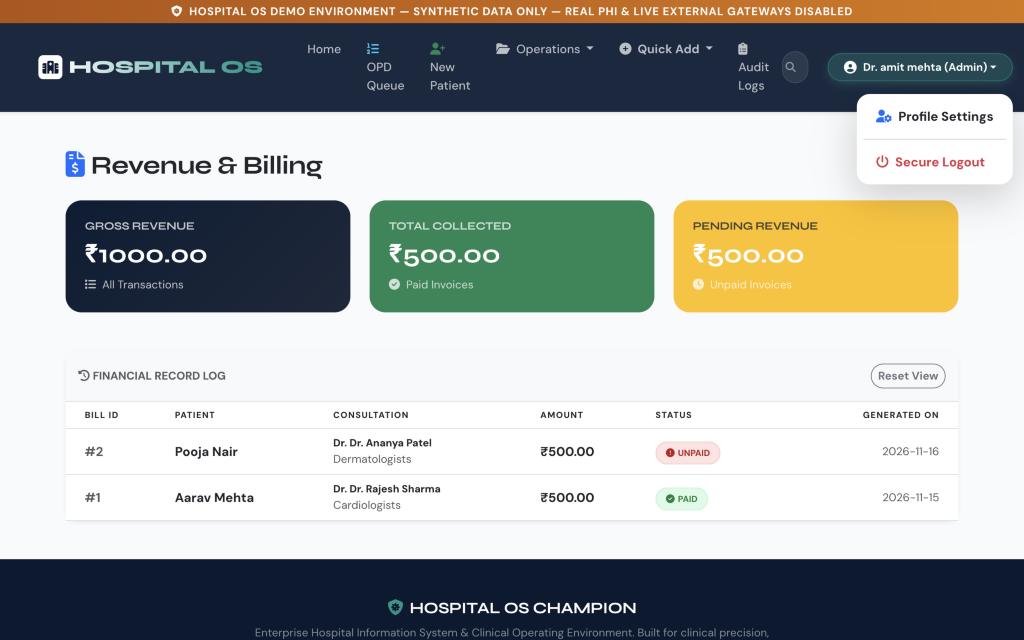 HOSPITAL OS DEMO ENVIRONMENT — SYNTHETIC DATA ONLY — REAL PHI & LIVE EXTERNAL GATEWAYS DISABLED
HOSPITAL OS
Home
OPD
Queue
New
Patient
Operations
Quick Add
Audit
Logs
Dr. amit mehta (Admin)
Profile Settings
Secure Logout
Revenue & Billing
GROSS REVENUE
₹1000.00
All Transactions
TOTAL COLLECTED
₹500.00
Paid Invoices
PENDING REVENUE
₹500.00
Unpaid Invoices
FINANCIAL RECORD LOG
Reset View
BILL ID PATIENT CONSULTATION AMOUNT STATUS GENERATED ON
#2 Pooja Nair Dr. Dr. Ananya Patel ₹500.00 UNPAID 2026-11-16
Dermatologists
#1 Aarav Mehta Dr. Dr. Rajesh Sharma ₹500.00 PAID 2026-11-15
Cardiologists
HOSPITAL OS CHAMPION
Enterprise Hospital Information System & Clinical Operating Environment. Built for clinical precision,